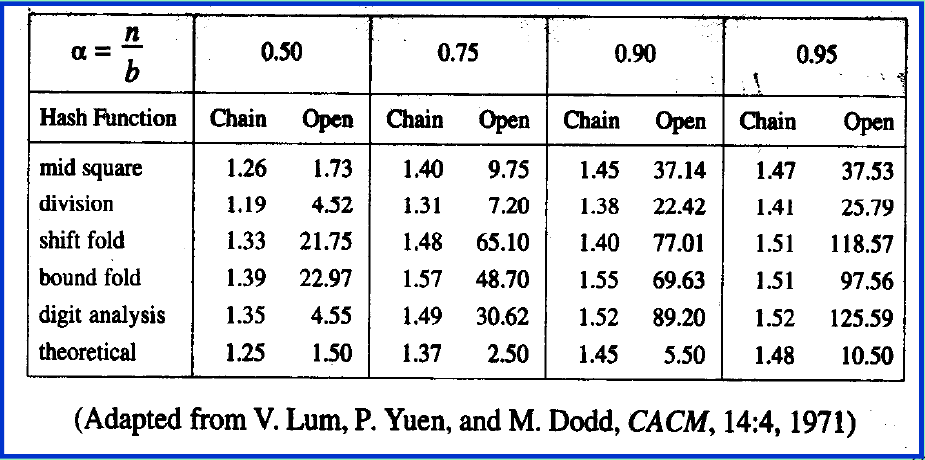 α = n/b 0.50 0.75 0.90 0.95
Hash Function Chain Open Chain Open Chain Open Chain Open
mid square 1.26 1.73 1.40 9.75 1.45 37.14 1.47 37.53
division 1.19 4.52 1.31 7.20 1.38 22.42 1.41 25.79
shift fold 1.33 21.75 1.48 65.10 1.40 77.01 1.51 118.57
bound fold 1.39 22.97 1.57 48.70 1.55 69.63 1.51 97.56
digit analysis 1.35 4.55 1.49 30.62 1.52 89.20 1.52 125.59
theoretical 1.25 1.50 1.37 2.50 1.45 5.50 1.48 10.50
(Adapted from V. Lum, P. Yuen, and M. Dodd, CACM, 14:4, 1971)